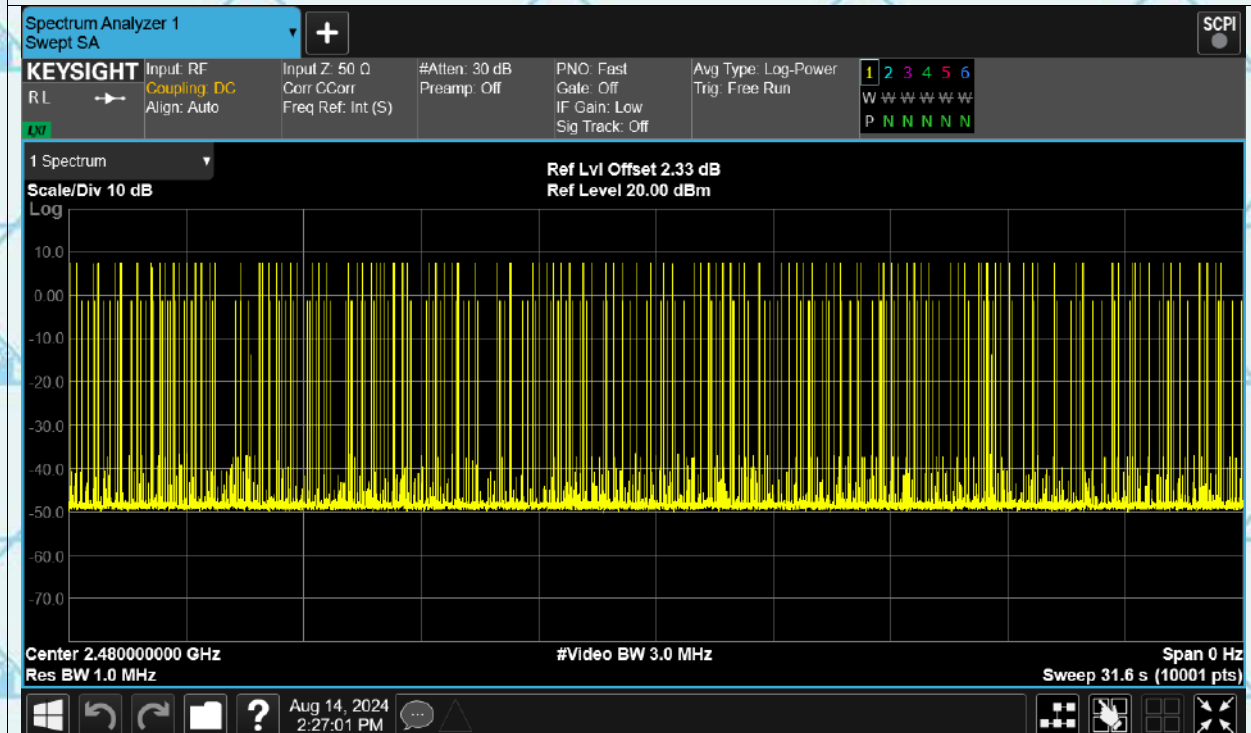 Spectrum Analyzer 1
Swept SA
+
SCPI
KEYSIGHT
R L
LXI
Input: RF
Coupling: DC
Align: Auto
Input Z: 50 Ω
Corr CCorr
Freq Ref: Int (S)
#Atten: 30 dB
Preamp: Off
PNO: Fast
Gate: Off
IF Gain: Low
Sig Track: Off
Avg Type: Log-Power
Trig: Free Run
1 2 3 4 5 6
W W W W W W
P N N N N N
1 Spectrum
Scale/Div 10 dB
Ref Lvl Offset 2.33 dB
Ref Level 20.00 dBm
Log
10.0
0.00
-10.0
-20.0
-30.0
-40.0
-50.0
-60.0
-70.0
Center 2.480000000 GHz
#Video BW 3.0 MHz
Span 0 Hz
Res BW 1.0 MHz
Sweep 31.6 s (10001 pts)
?
Aug 14, 2024
2:27:01 PM